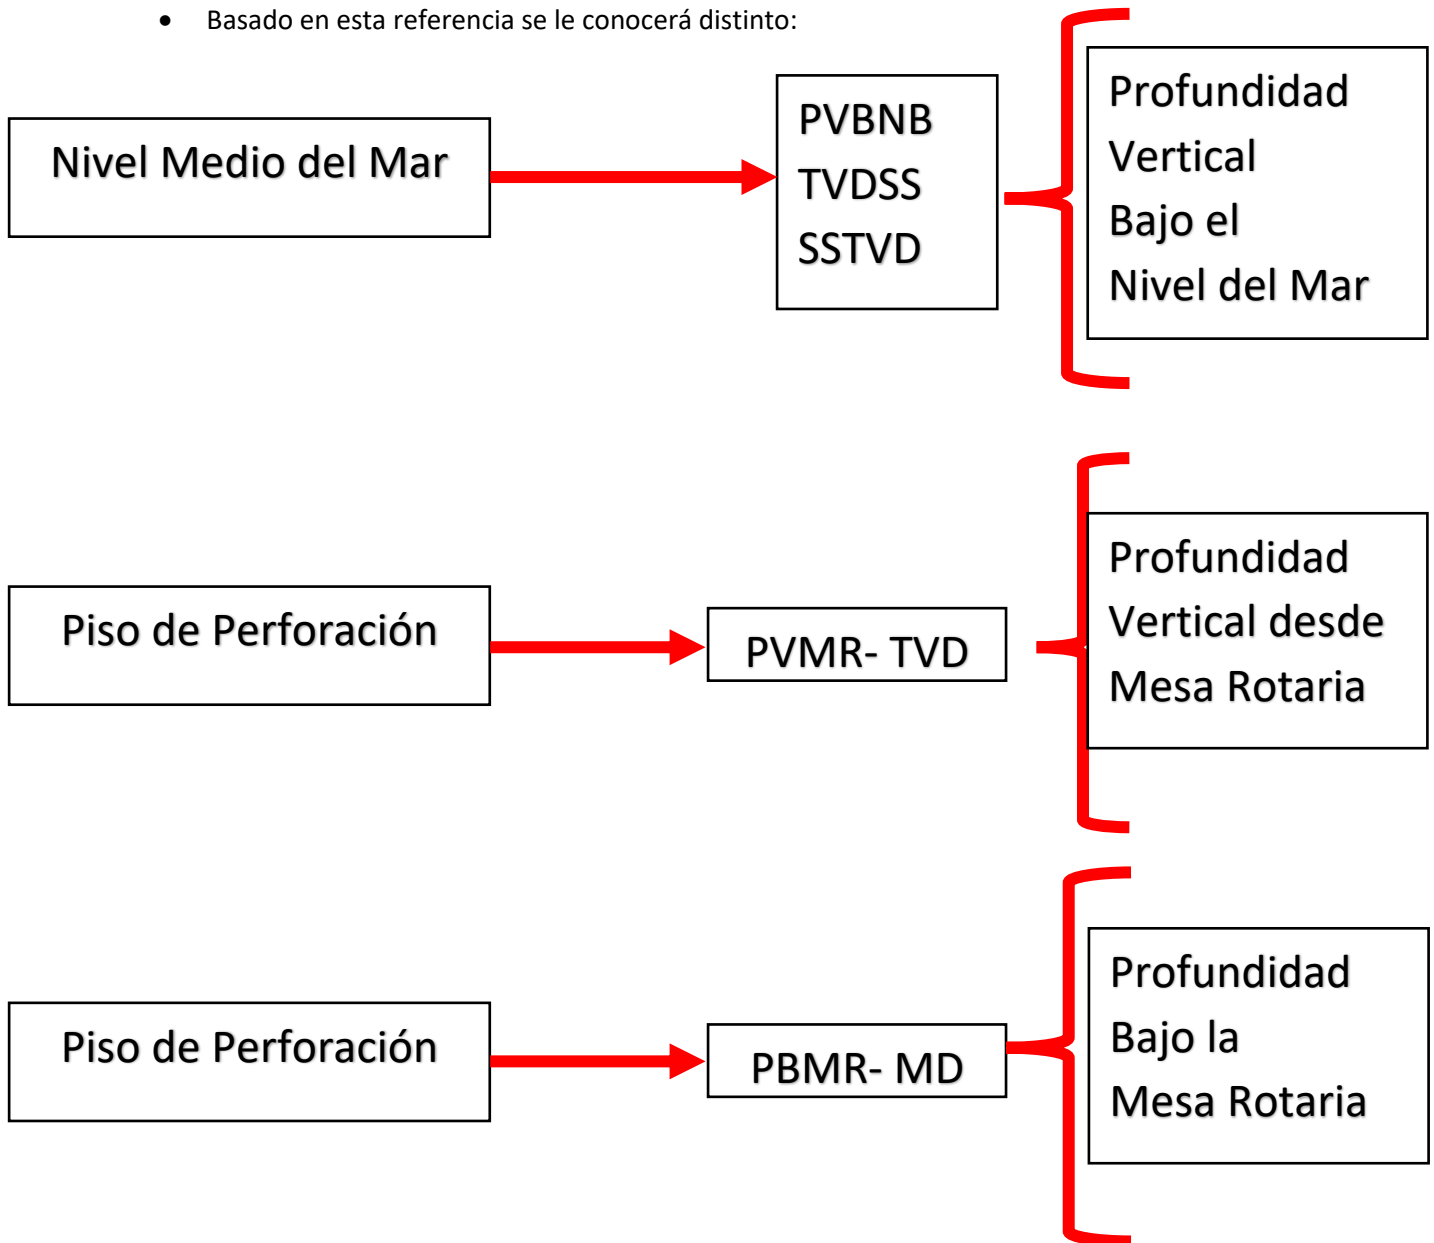 • Basado en esta referencia se le conocerá distinto:
Nivel Medio del Mar
PVBNB
TVDSS
SSTVD
Profundidad
Vertical
Bajo el
Nivel del Mar
Piso de Perforación
PVMR- TVD
Profundidad
Vertical desde
Mesa Rotaria
Piso de Perforación
PBMR- MD
Profundidad
Bajo la
Mesa Rotaria